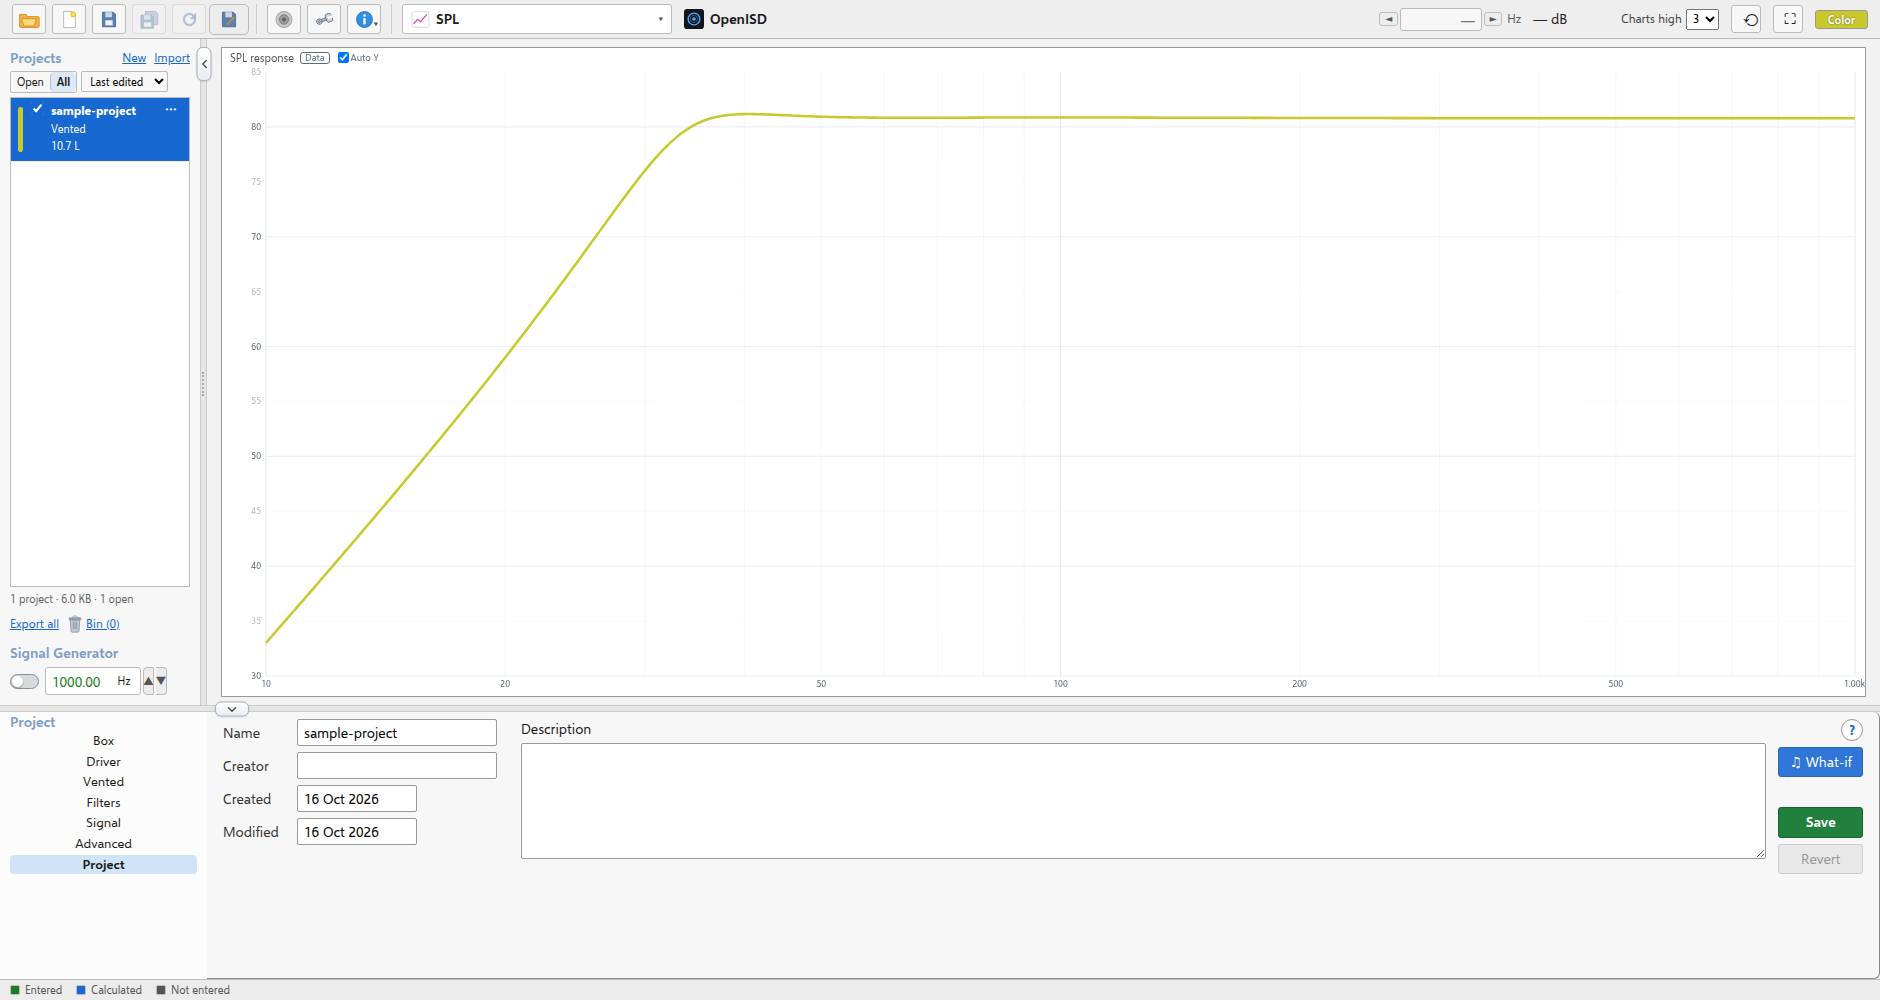 SPL
OpenISD
— Hz — dB
Charts high 3
Color
Projects New Import
Open All Last edited
sample-project ...
Vented
10.7 L
1 project · 6.0 KB · 1 open
Export all Bin (0)
Signal Generator
1000.00 Hz
SPL response Data Auto Y
85
80
75
70
65
60
55
50
45
40
35
30
10 20 50 100 200 500 1.00k
Project
Box
Driver
Vented
Filters
Signal
Advanced
Project
Name sample-project
Creator
Created 16 Oct 2026
Modified 16 Oct 2026
Description
?
♫ What-if
Save
Revert
Entered Calculated Not entered